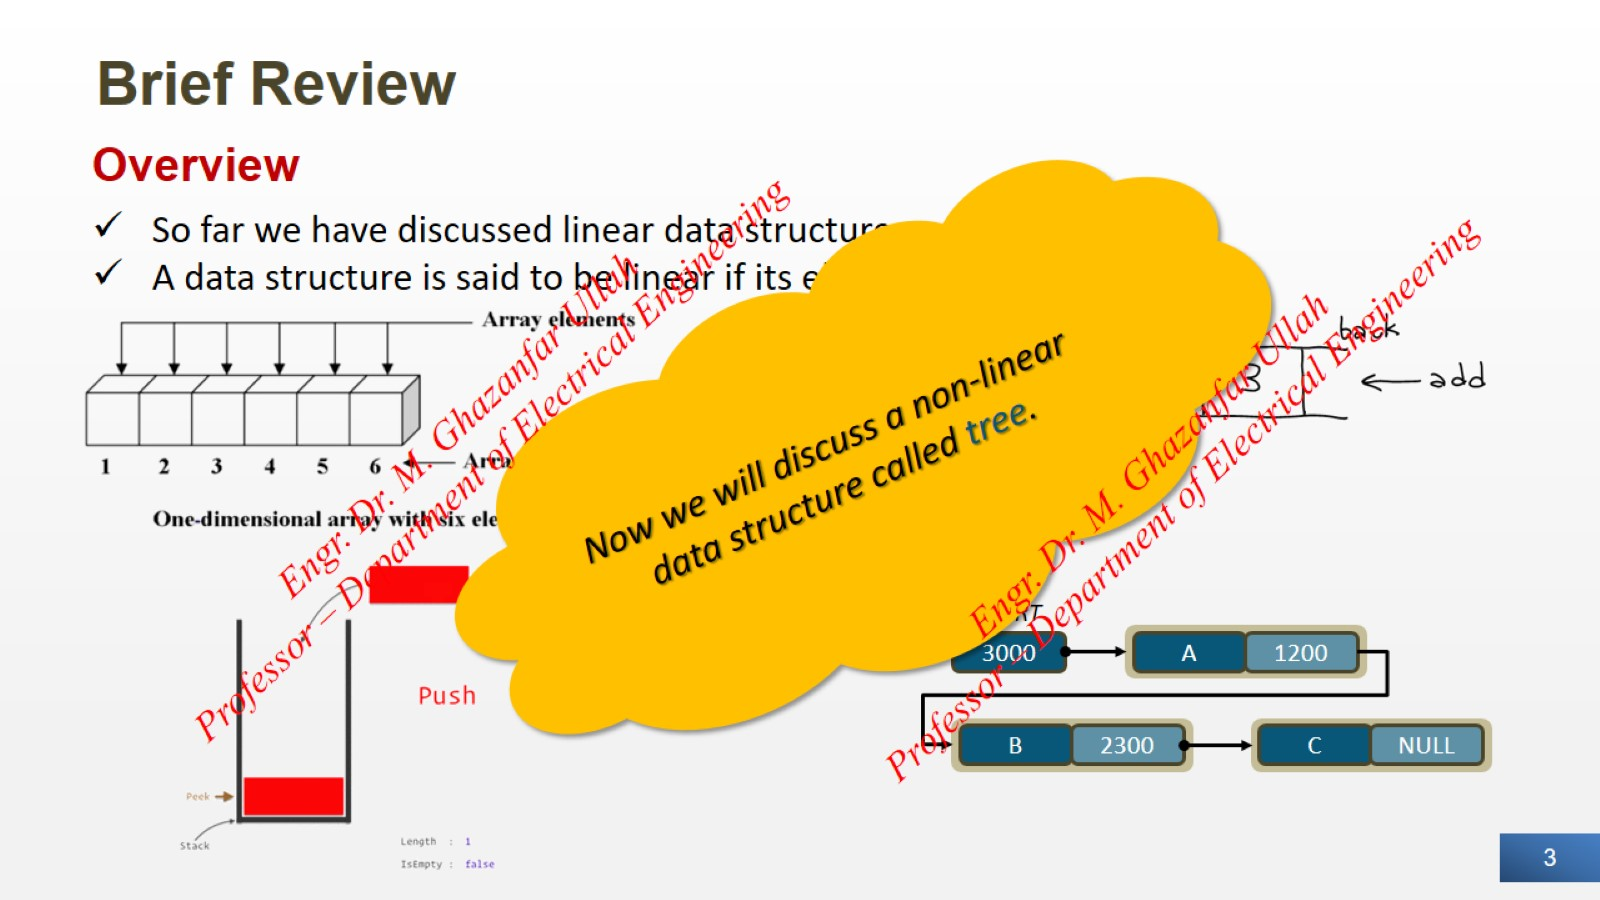 Brief Review
Overview
✓ So far we have discussed linear data structure
✓ A data structure is said to be linear if its
Array elements
1 2 3 4 5 6
One-dimensional array with six
back
3
add
Now we will discuss a non-linear
data structure called tree.
Engr. Dr. M. Ghazanfar Ullah
Professor – Department of Electrical Engineering
Engr. Dr. M. Ghazanfar Ullah
Professor – Department of Electrical Engineering
Push
Peek
Stack
Length : 1
IsEmpty : false
3000
A 1200
B 2300
C NULL
3